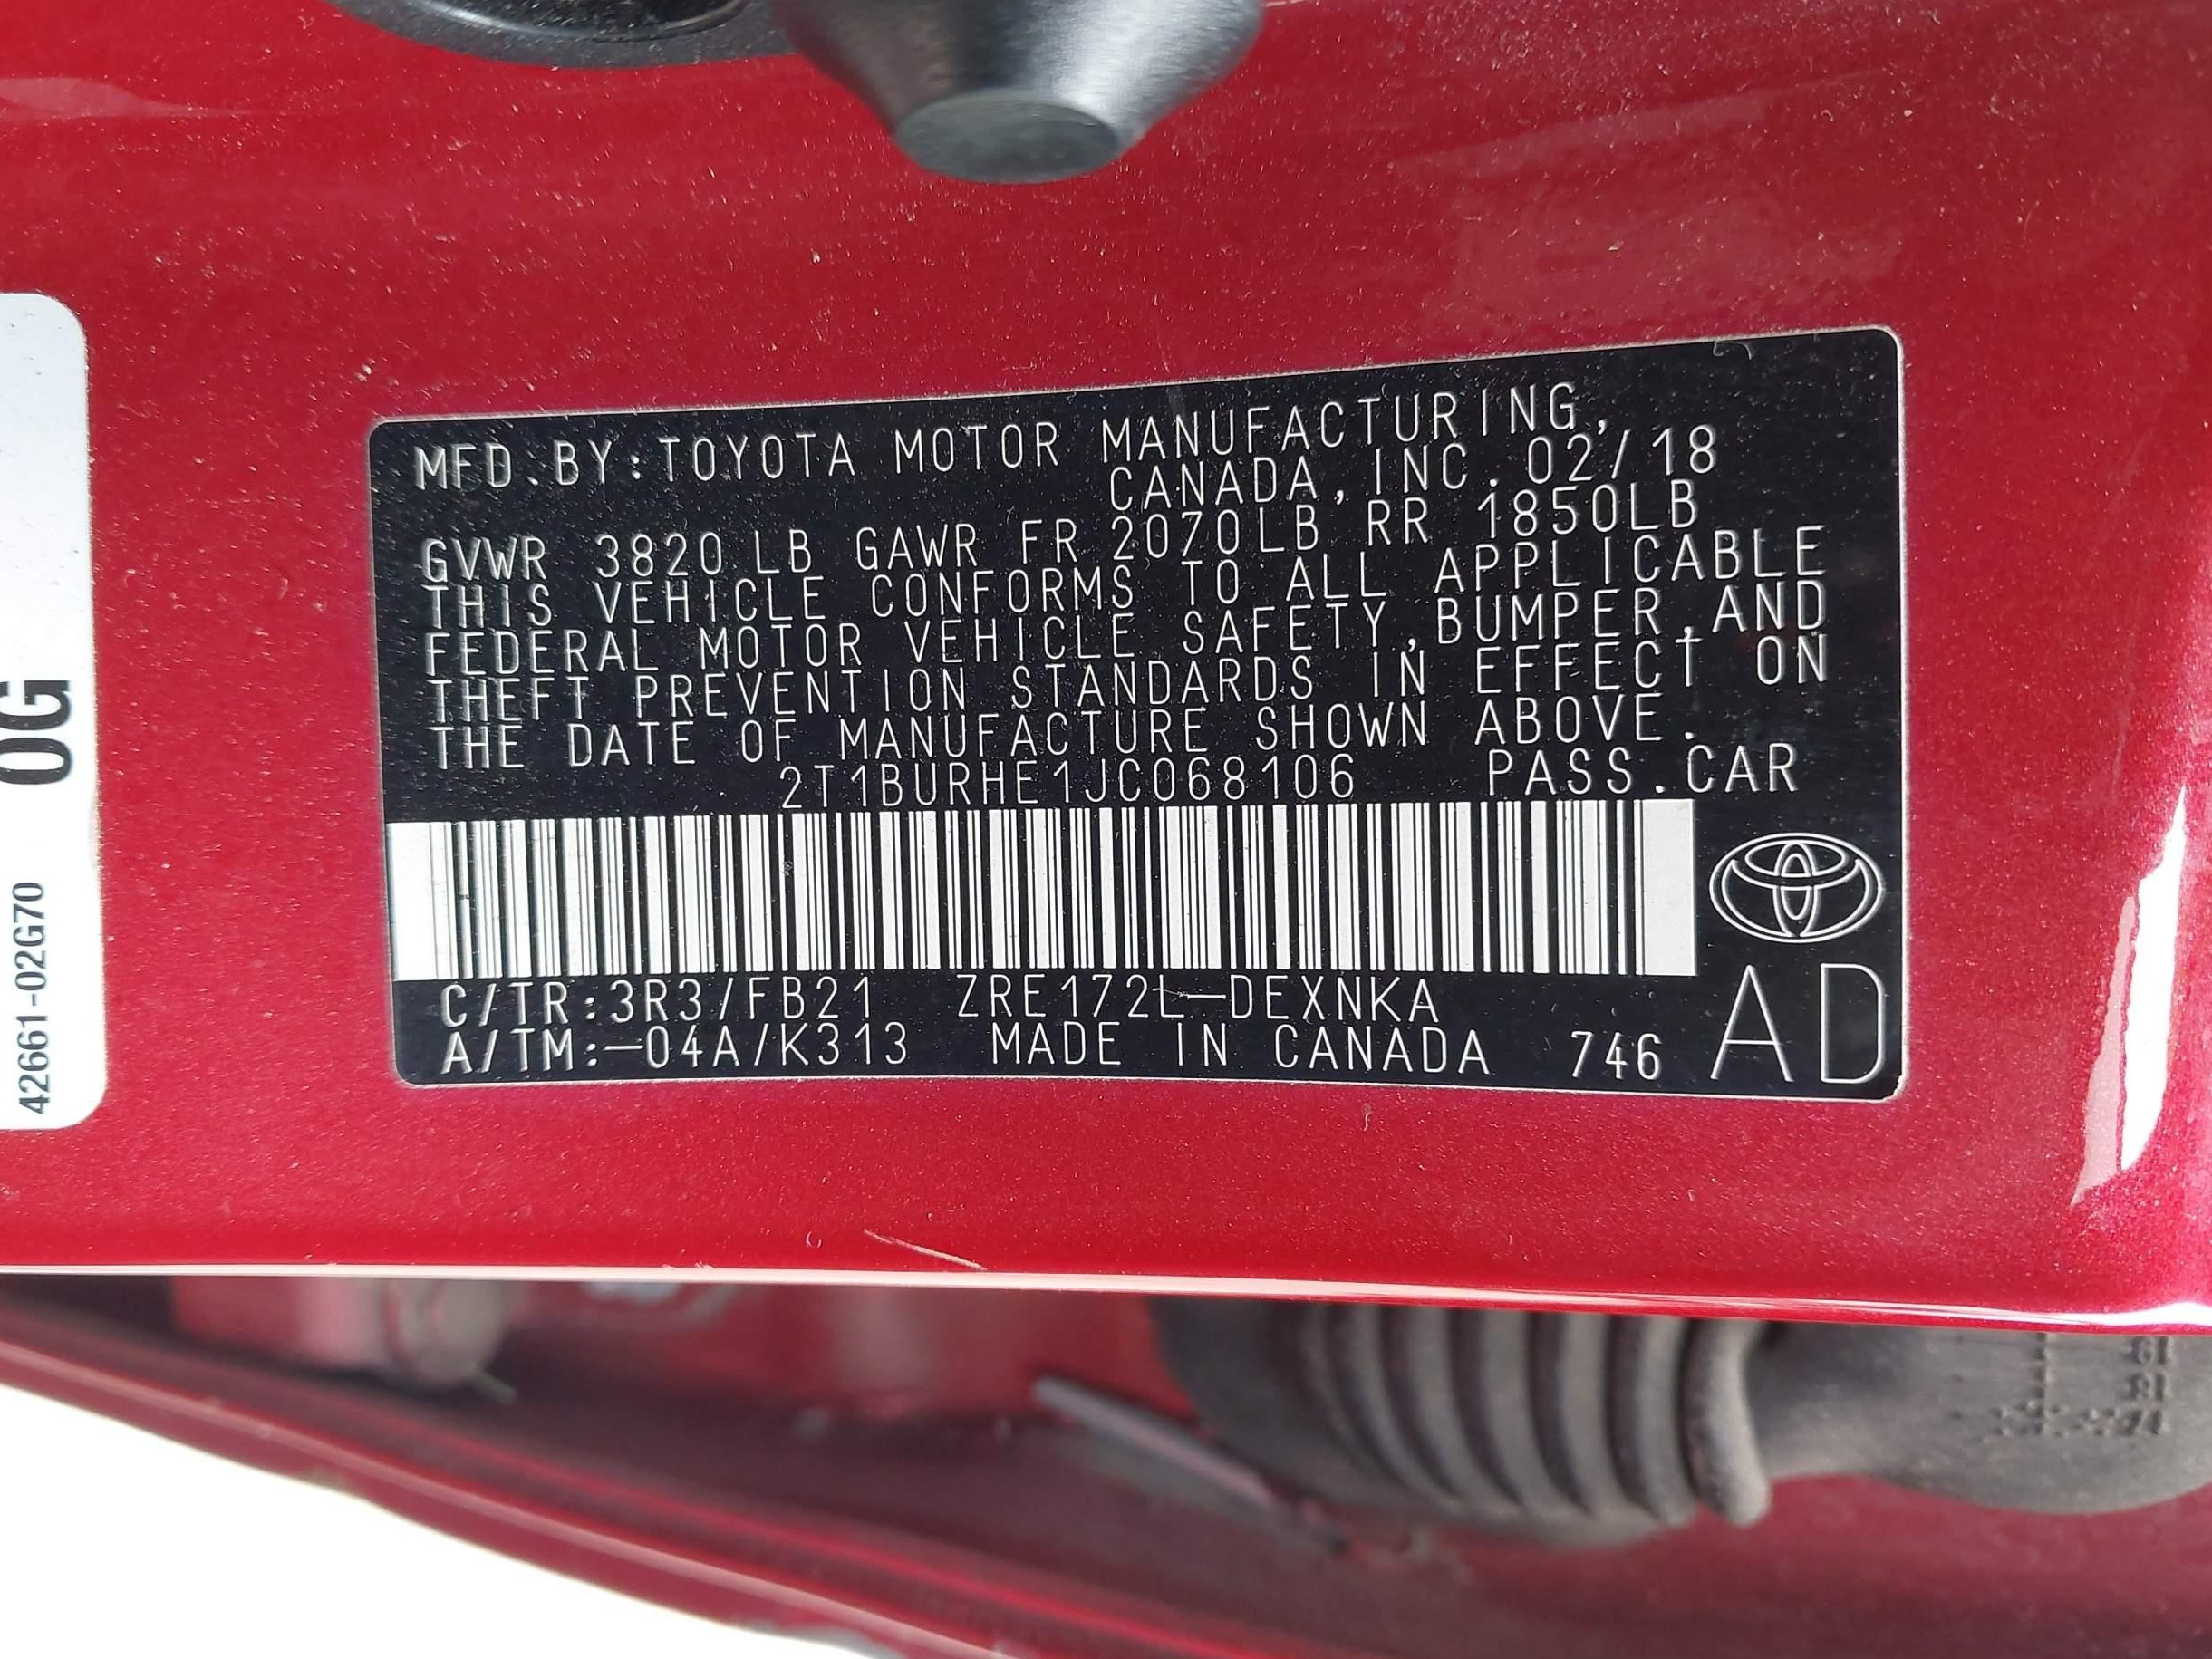 MFD.BY:TOYOTA MOTOR MANUFACTURING,
CANADA,INC.02/18
GVWR 3820LB GAWR FR 2070LB RR 1850LB
THIS VEHICLE CONFORMS TO ALL APPLICABLE
FEDERAL MOTOR VEHICLE SAFETY,BUMPER,AND
THEFT PREVENTION STANDARDS IN EFFECT ON
THE DATE OF MANUFACTURE SHOWN ABOVE.
2T1BURHE1JC068106 PASS.CAR
C/TR:3R3/FB21 ZRE172L-DEXNKA
A/TM:-04A/K313 MADE IN CANADA 746
AD
42661-02G70 0G